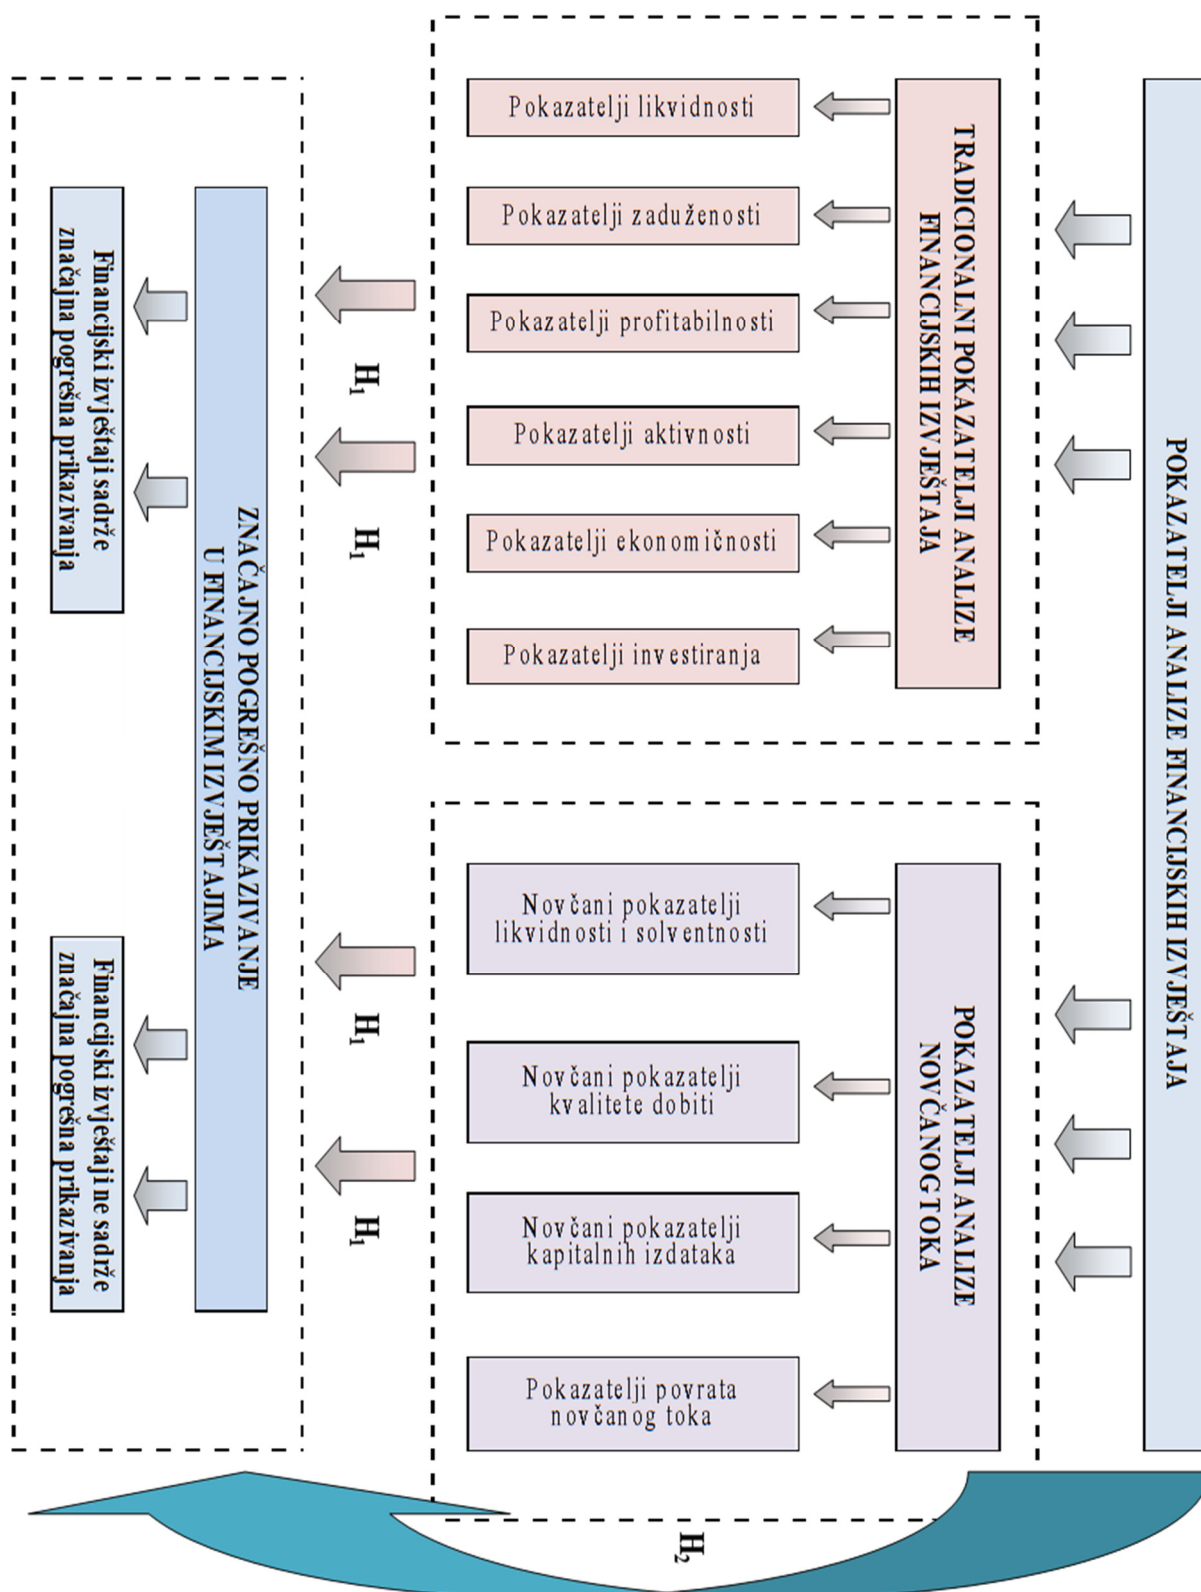 POKAZATELJI ANALIZE FINANCIJSKIH IZVJEŠTAJA
TRADICIONALNI POKAZATELJI ANALIZE
FINANCIJSKIH IZVJEŠTAJA
Pokazatelji likvidnosti
Pokazatelji zaduženosti
Pokazatelji profitabilnosti
Pokazatelji aktivnosti
Pokazatelji ekonomičnosti
Pokazatelji investiranja
POKAZATELJI ANALIZE
NOVČANOG TOKA
Novčani pokazatelji
likvidnosti i solventnosti
Novčani pokazatelji
kvalitete dobiti
Novčani pokazatelji
kapitalnih izdataka
Pokazatelji povrata
novčanog toka
H₁
H₁
H₁
H₁
H₂
ZNAČAJNO POGREŠNO PRIKAZIVANJE
U FINANCIJSKIM IZVJEŠTAJIMA
Financijski izvještaji sadrže
značajna pogrešna prikazivanja
Financijski izvještaji ne sadrže
značajna pogrešna prikazivanja